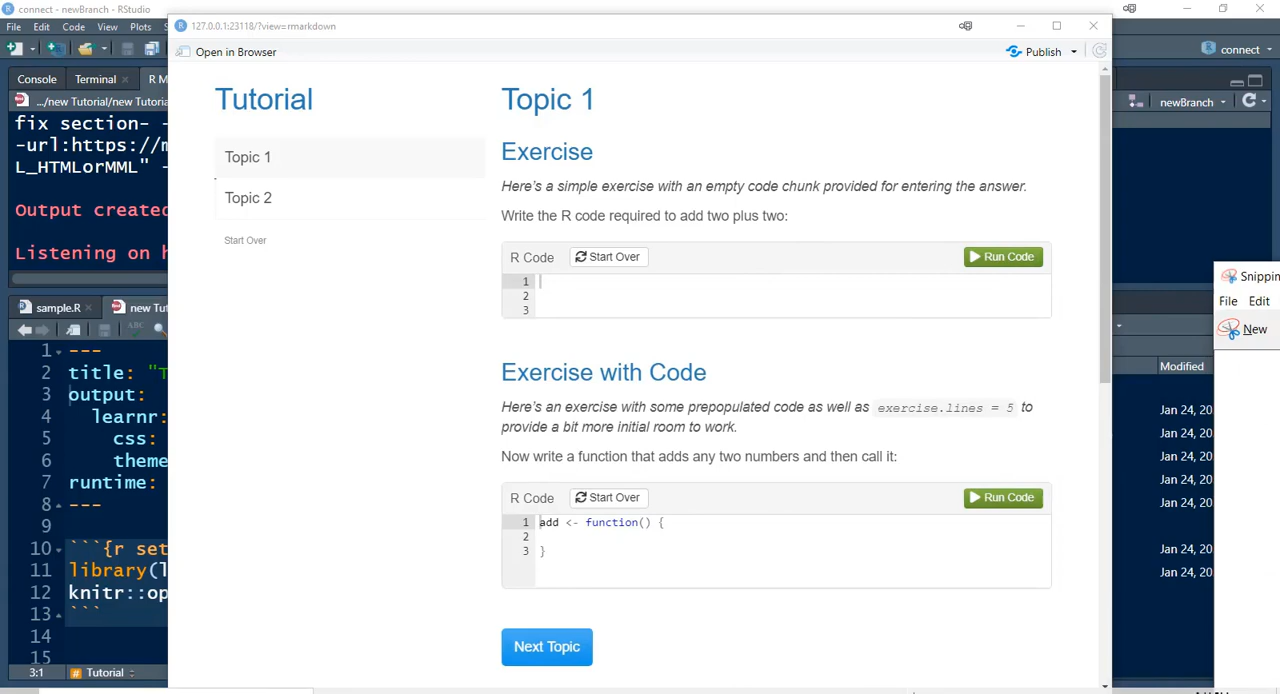 connect - newBranch - RStudio
File Edit Code View Plots
Console Terminal R M
.../new Tutorial/new Tutoria
fix section- -
-url:https://m
L_HTMLorMML" -
Output created
Listening on h
sample.R new Tut
ABC
1 ---
2 title: "T
3 output:
4 learnr:
5 css:
6 theme
7 runtime:
8 ---
9
10 ```{r set
11 library(l
12 knitr::op
13 ```
14
15
3:1 # Tutorial
127.0.0.1:23118/?view=rmarkdown
Open in Browser Publish
Tutorial
Topic 1
Topic 2
Start Over
Topic 1
Exercise
Here's a simple exercise with an empty code chunk provided for entering the answer.
Write the R code required to add two plus two:
R Code Start Over Run Code
1
2
3
Exercise with Code
Here's an exercise with some prepopulated code as well as exercise.lines = 5 to
provide a bit more initial room to work.
Now write a function that adds any two numbers and then call it:
R Code Start Over Run Code
1 add <- function() {
2
3 }
Next Topic
connect
newBranch
Snippin
File Edit
New
Modified
Jan 24, 20
Jan 24, 20
Jan 24, 20
Jan 24, 20
Jan 24, 20
Jan 24, 20
Jan 24, 20